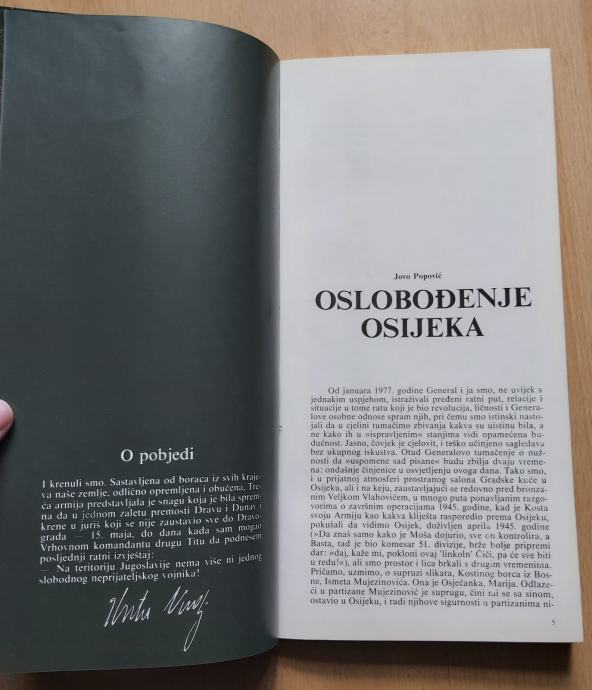 O pobjedi
I krenuli smo. Sastavljena od boraca iz svih kraje-
va naše zemlje, odlično opremljena i obučena, Tre-
ća armija predstavljala je snagu koja je bila sprem-
na da u jednom zaletu premosti Dravu i Dunav i
krene u juriš koji se nije zaustavio sve do Dravo-
grada — 15. maja, do dana kada sam mogao
Vrhovnom komandantu drugu Titu da podnesem
posljednji ratni izvještaj:
— Na teritoriju Jugoslavije nema više ni jednog
slobodnog neprijateljskog vojnika!
Jovo Popović
OSLOBOĐENJE
OSIJEKA
Od januara 1977. godine General i ja smo, ne uvijek s
jednakim uspjehom, istraživali pređeni ratni put, relacije i
situacije u tome ratu koji je bio revolucija, ličnosti i Genera-
love osobne odnose spram njih, pri čemu smo istinski nasto-
jali da u cjelini tumačimo zbivanja kakva su uistinu bila, a
ne kako ih u »ispravljenim« stanjima vidi opamećena bu-
dućnost. Jasno, čovjek je cjelovit, i teško učinjeno sagledava
bez ukupnog iskustva. Otud Generalovo tumačenje o nuž-
nosti da »uspomene sad pisane« budu zbilja dvaju vreme-
na: ondašnje činjenice u osvjetljenju ovoga dana. Tako smo,
i u prijatnoj atmosferi prostranog salona Gradske kuće u
Osijeku, ali i na keju, zaustavljajući se redovno pred bronza-
nim Veljkom Vlahovićem, u mnogo puta ponavljanim razgo-
vorima o završnim operacijama 1945. godine, kad je Kosta
svoju Armiju kao kakva kliješta rasporedio prema Osijeku,
pokušali da vidimo Osijek, doživljen aprila 1945. godine
(»Da znaš samo kako je Moša dojurio, sve on kontrolira, a
Basta, tad je bio komesar 51. divizije, brže bolje pripremi
dar: »daj, kaže mi, pokloni ovaj 'linkoln' Čiči, pa će sve biti
u redu!«), ali smo prostor i lica brkali s drugim vremenima.
Pričamo, uzmimo, o supruzi slikara, Kostinog borca iz Bos-
ne, Ismeta Mujezinovića. Ona je Osječanka, Marija. Odlaze-
ći u partizane Mujezinović je suprugu, čini mi se sa sinom,
ostavio u Osijeku, i radi njihove sigurnosti u partizanima ni-
5